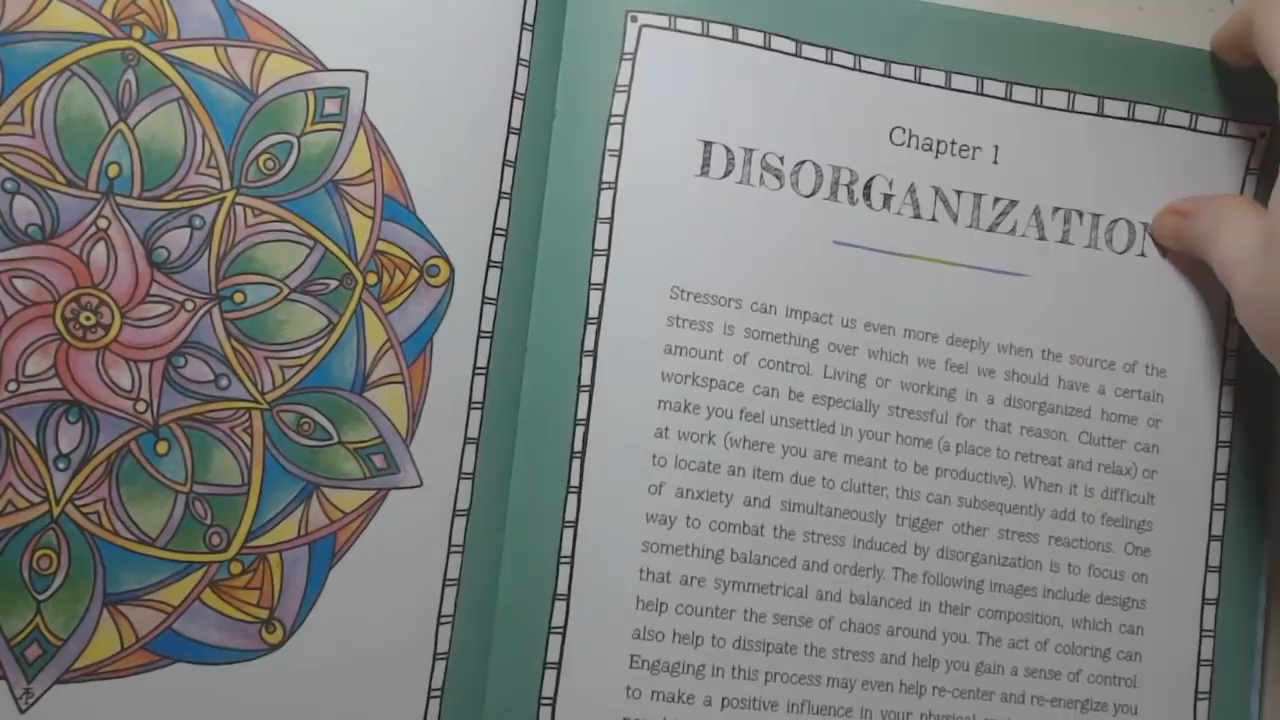 Chapter 1
DISORGANIZATION
Stressors can impact us even more deeply when the source of the
stress is something over which we feel we should have a certain
amount of control. Living or working in a disorganized home or
workspace can be especially stressful for that reason. Clutter can
make you feel unsettled in your home (a place to retreat and relax) or
at work (where you are meant to be productive). When it is difficult
to locate an item due to clutter, this can subsequently add to feelings
of anxiety and simultaneously trigger other stress reactions. One
way to combat the stress induced by disorganization is to focus on
something balanced and orderly. The following images include designs
that are symmetrical and balanced in their composition, which can
help counter the sense of chaos around you. The act of coloring can
also help to dissipate the stress and help you gain a sense of control.
Engaging in this process may even help re-center and re-energize you
to make a positive influence in your physical